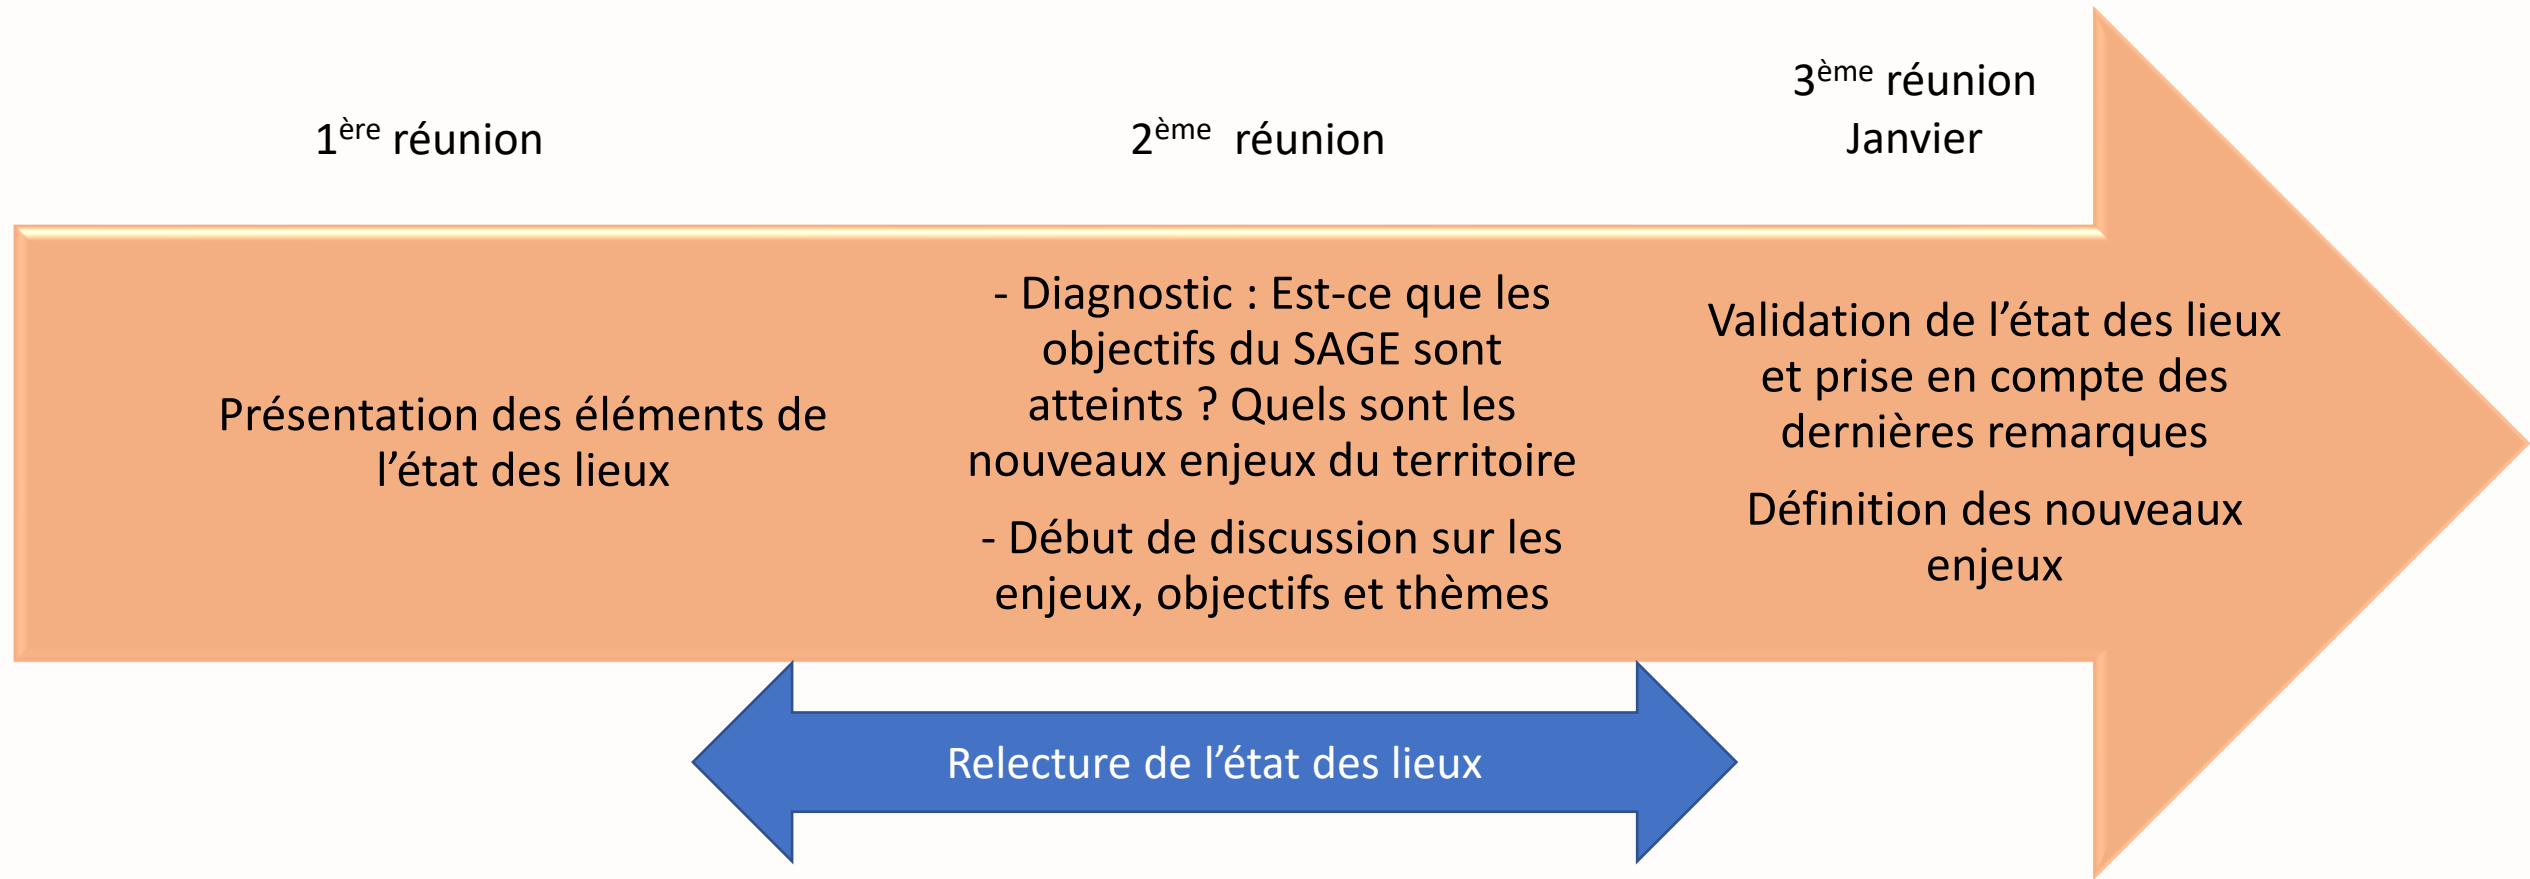 1ère réunion
2ème réunion
3ème réunion
Janvier
Présentation des éléments de
l’état des lieux
- Diagnostic : Est-ce que les
objectifs du SAGE sont
atteints ? Quels sont les
nouveaux enjeux du territoire
- Début de discussion sur les
enjeux, objectifs et thèmes
Validation de l’état des lieux
et prise en compte des
dernières remarques
Définition des nouveaux
enjeux
Relecture de l’état des lieux